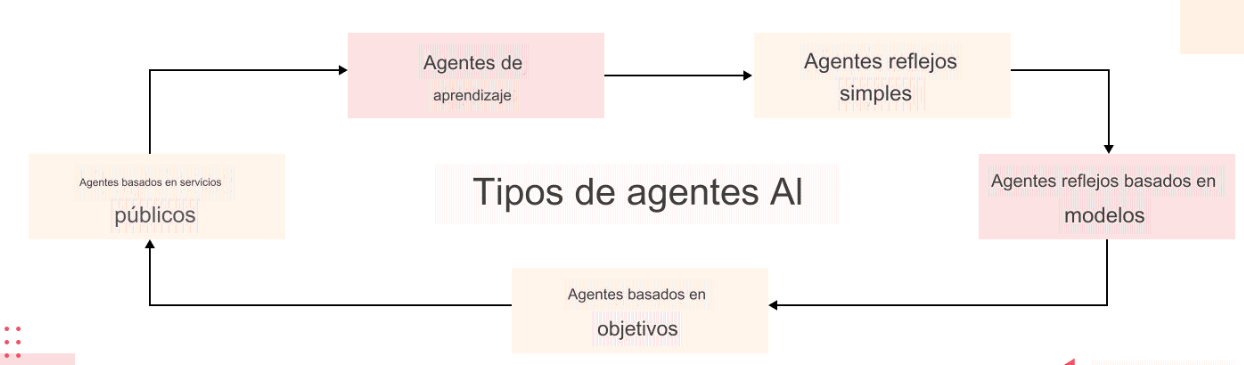 Agentes de
aprendizaje
Agentes reflejos
simples
Agentes basados en servicios
públicos
Tipos de agentes AI
Agentes reflejos basados en
modelos
Agentes basados en
objetivos